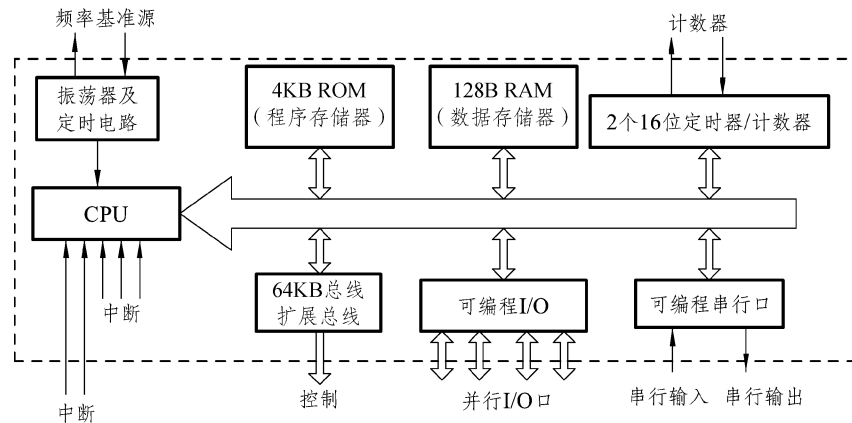 频率基准源
计数器
振荡器及
定时电路
4KB ROM
（程序存储器）
128B RAM
（数据存储器）
2个16位定时器/计数器
CPU
64KB总线
扩展总线
可编程I/O
可编程串行口
中断
中断
控制
并行I/O口
串行输入
串行输出